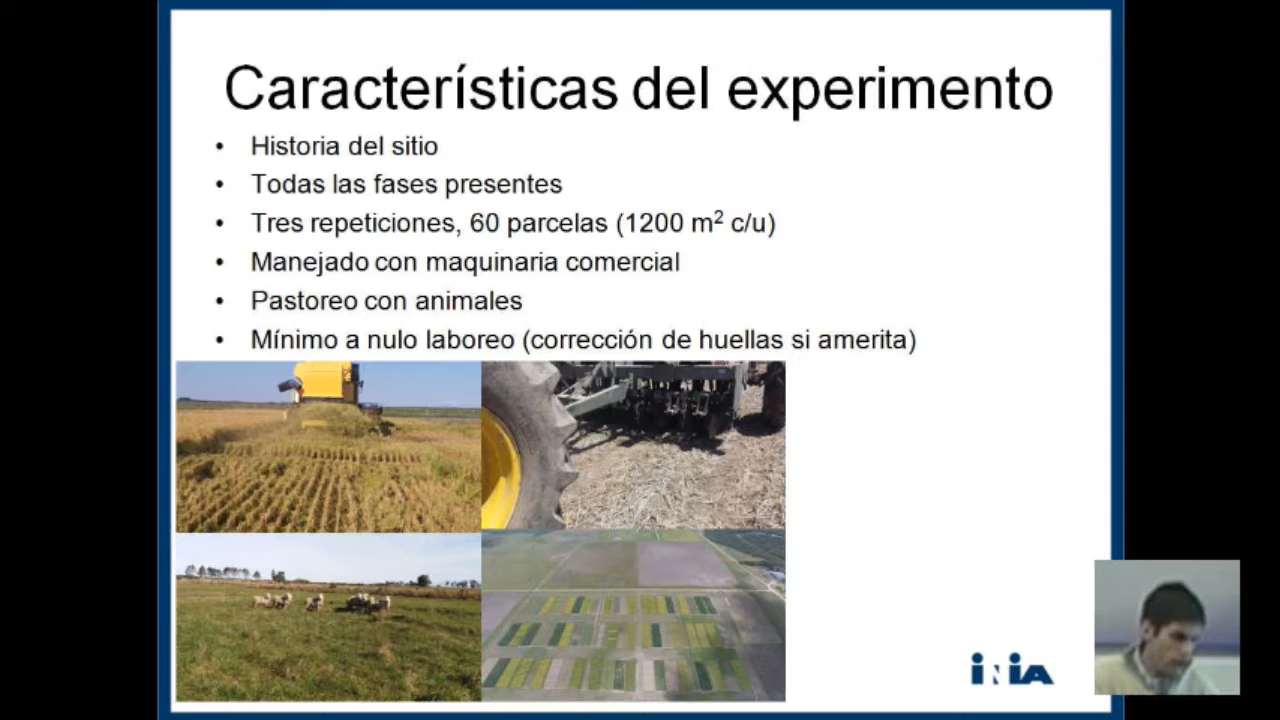 Características del experimento
• Historia del sitio
• Todas las fases presentes
• Tres repeticiones, 60 parcelas (1200 m² c/u)
• Manejado con maquinaria comercial
• Pastoreo con animales
• Mínimo a nulo laboreo (corrección de huellas si amerita)
iNiA